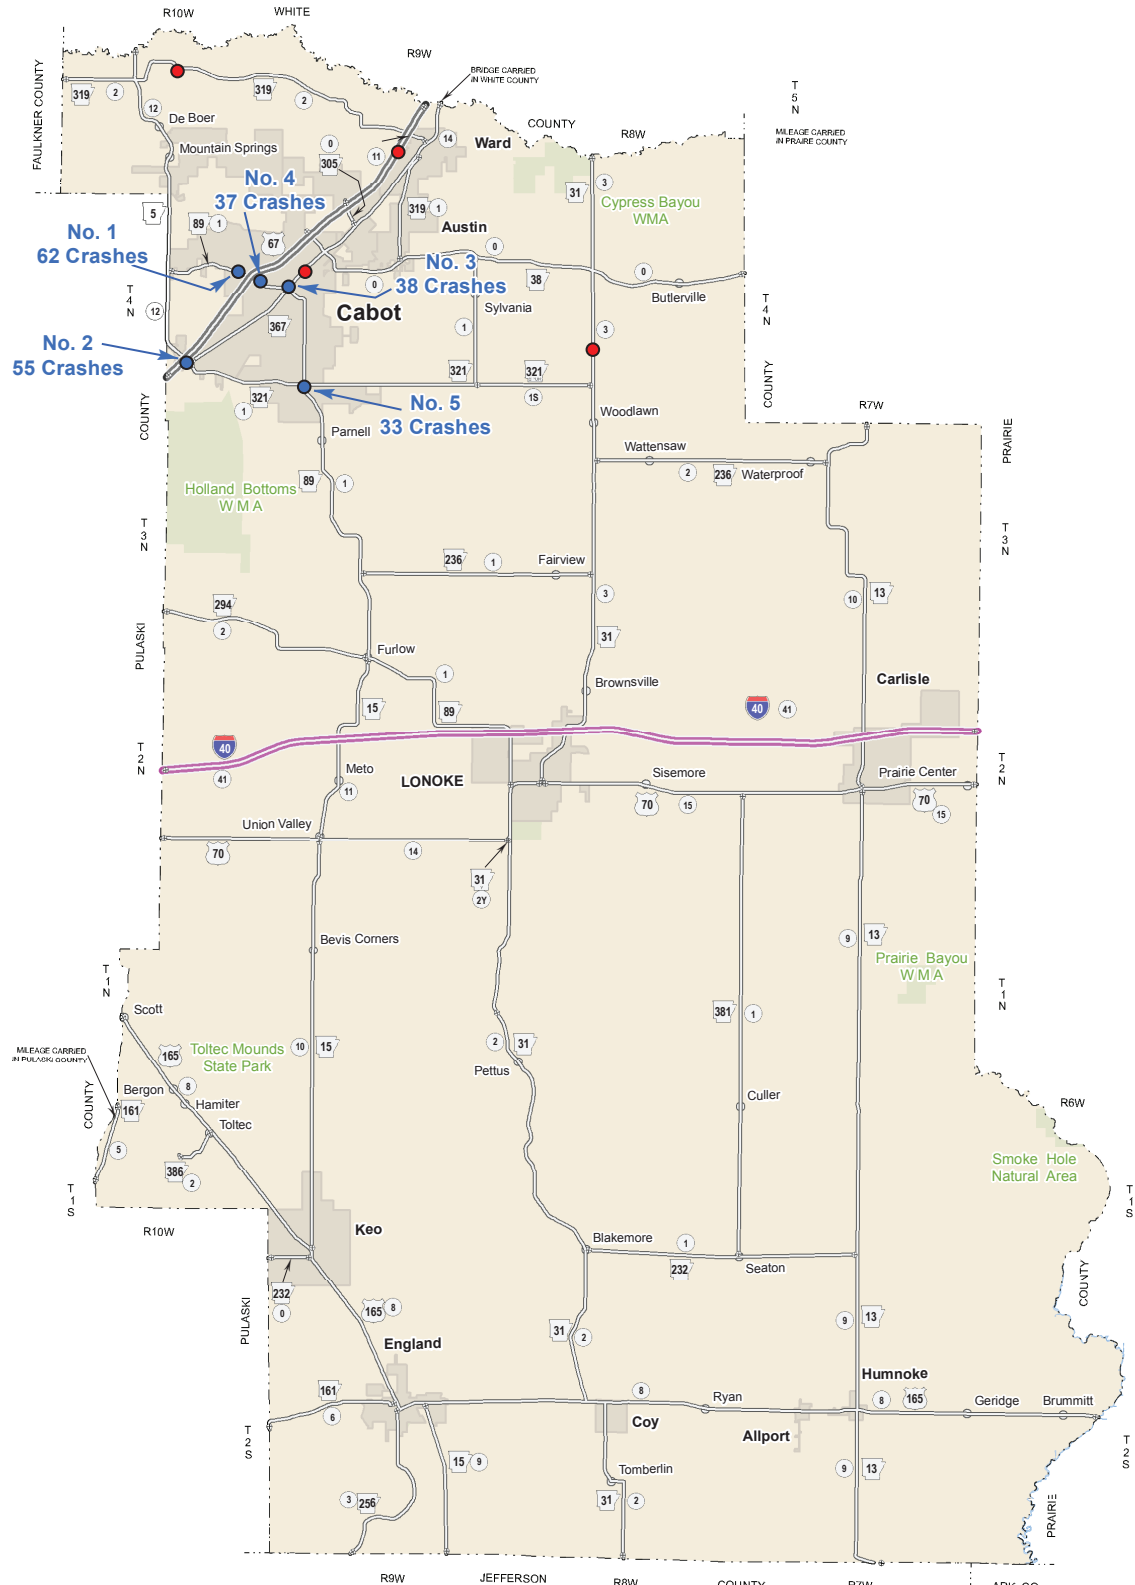 R10W
WHITE
R9W
BRIDGE CARRIED
IN WHITE COUNTY
FAULKNER COUNTY
319
2
319
2
12
De Boer
T
5
N
COUNTY
R8W
MILEAGE CARRIED
IN PRAIRE COUNTY
Mountain Springs
0
305
11
14
Ward
No. 4
37 Crashes
31
3
Cypress Bayou
WMA
5
89
1
319
1
Austin
No. 1
62 Crashes
67
0
No. 3
38 Crashes
0
38
0
Butlerville
T
4
N
12
Cabot
Sylvania
T
4
N
367
1
3
No. 2
55 Crashes
321
321
1S
COUNTY
COUNTY
321
1
No. 5
33 Crashes
R7W
Parnell
Woodlawn
PRAIRIE
Wattensaw
2
236
Waterproof
89
1
Holland Bottoms
W M A
T
3
N
T
3
N
236
1
Fairview
294
2
3
10
13
PULASKI
31
Furlow
1
Brownsville
Carlisle
15
89
40
41
40
41
T
2
N
T
2
N
Meto
11
LONOKE
Sisemore
70
15
Prairie Center
70
15
Union Valley
70
14
31
2Y
Bevis Corners
9
13
Prairie Bayou
W M A
T
1
N
T
1
N
Scott
381
1
MILEAGE CARRIED
IN PULASKI COUNTY
165
Toltec Mounds
State Park
10
15
2
31
Pettus
Bergon
8
Hamiter
COUNTY
161
Toltec
Culler
R6W
5
386
2
Smoke Hole
Natural Area
T
1
S
T
1
S
R10W
Keo
Blakemore
1
232
Seaton
COUNTY
232
0
PULASKI
165
8
31
2
9
13
England
Humnoke
161
6
8
Ryan
8
165
Geridge
Brummitt
Coy
Allport
T
2
S
T
2
S
15
9
Tomberlin
9
13
3
256
31
2
PRAIRIE
R9W
JEFFERSON
R8W
COUNTY
R7W
ARK. CO.